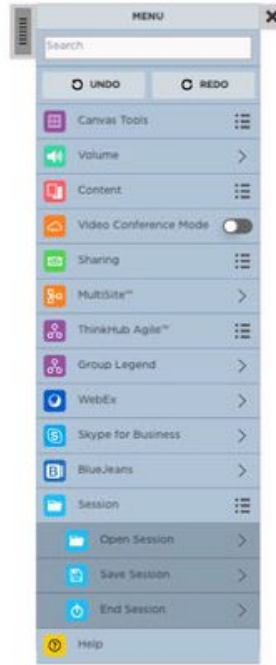 MENU
Search
UNDO REDO
Canvas Tools
Volume
Content
Video Conference Mode
Sharing
MultiSite™
ThinkHub Agile™
Group Legend
WebEx
Skype for Business
BlueJeans
Session
Open Session
Save Session
End Session
Help